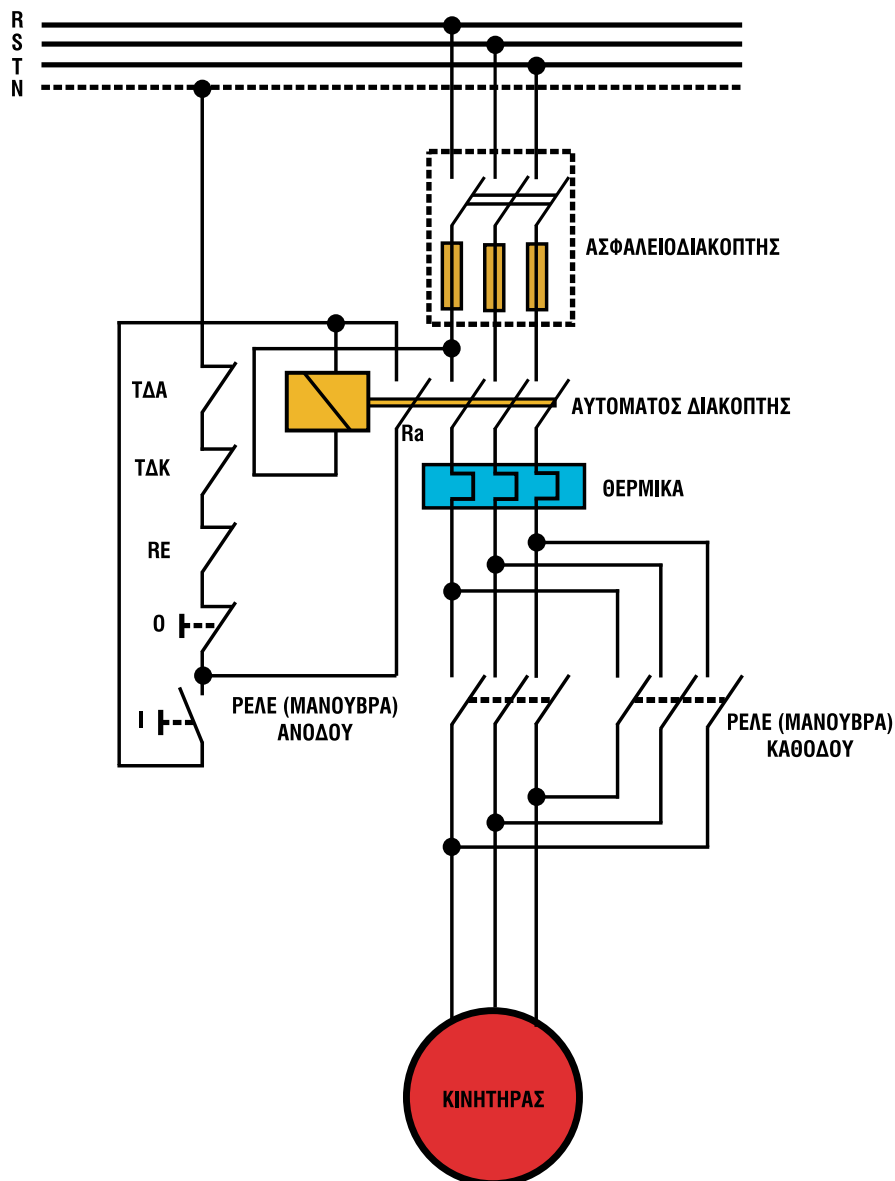 R
S
T
N
ΑΣΦΑΛΕΙΟΔΙΑΚΟΠΤΗΣ
ΤΔΑ
ΑΥΤΟΜΑΤΟΣ ΔΙΑΚΟΠΤΗΣ
Ra
ΤΔΚ
ΘΕΡΜΙΚΑ
RE
O
I
ΡΕΛΕ (ΜΑΝΟΥΒΡΑ)
ΑΝΟΔΟΥ
ΡΕΛΕ (ΜΑΝΟΥΒΡΑ)
ΚΑΘΟΔΟΥ
ΚΙΝΗΤΗΡΑΣ